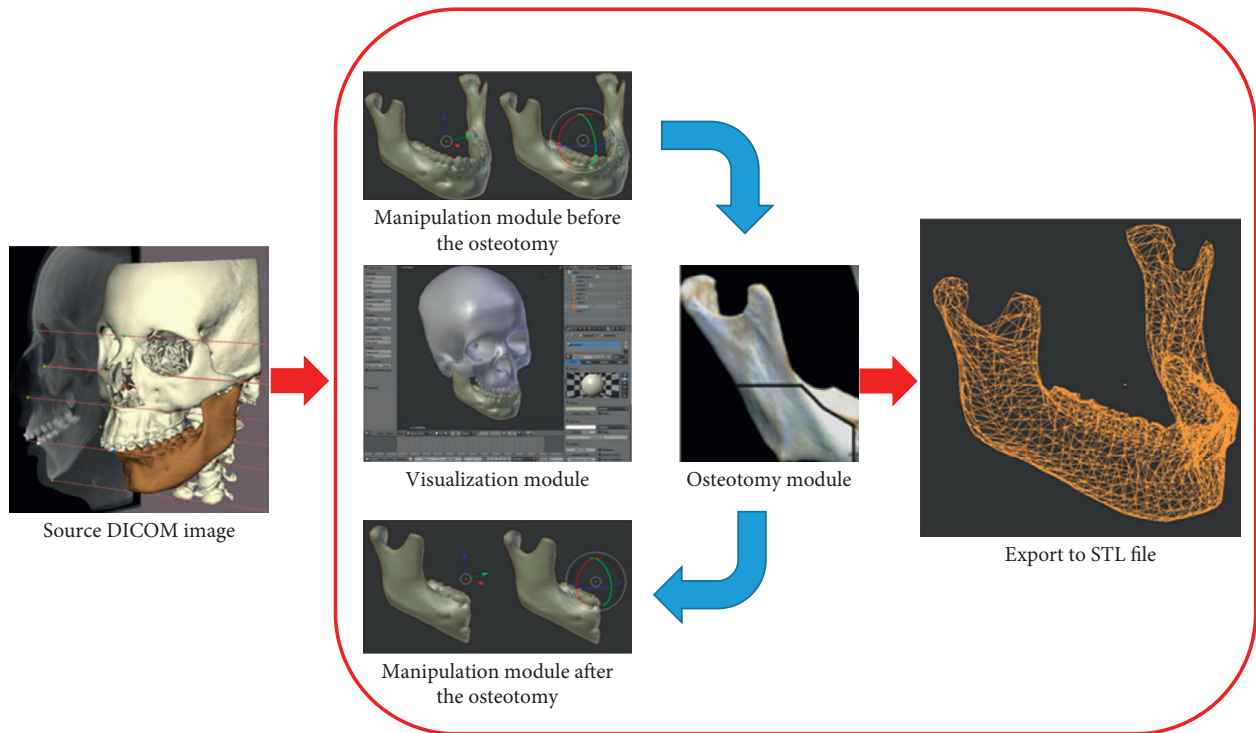 Manipulation module before
the osteotomy
Source DICOM image
Visualization module
Osteotomy module
Export to STL file
Manipulation module after
the osteotomy